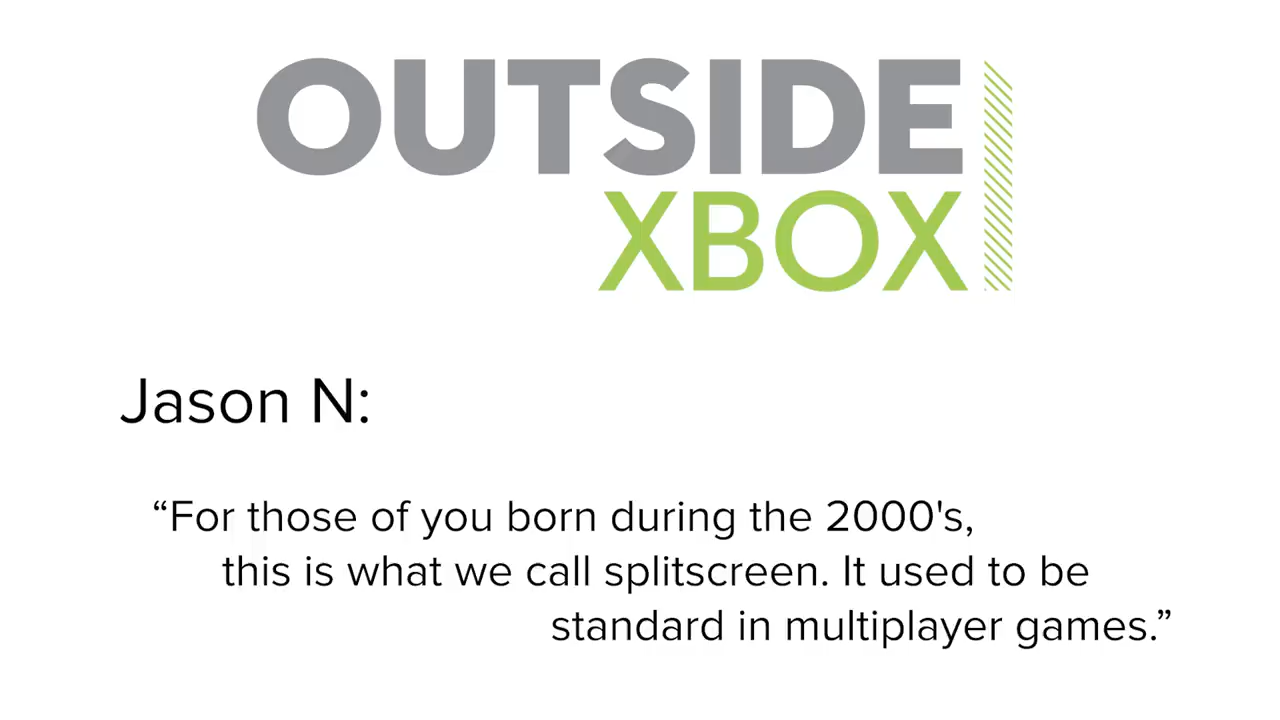 OUTSIDE
XBOX
Jason N:
“For those of you born during the 2000's,
this is what we call splitscreen. It used to be
standard in multiplayer games.”